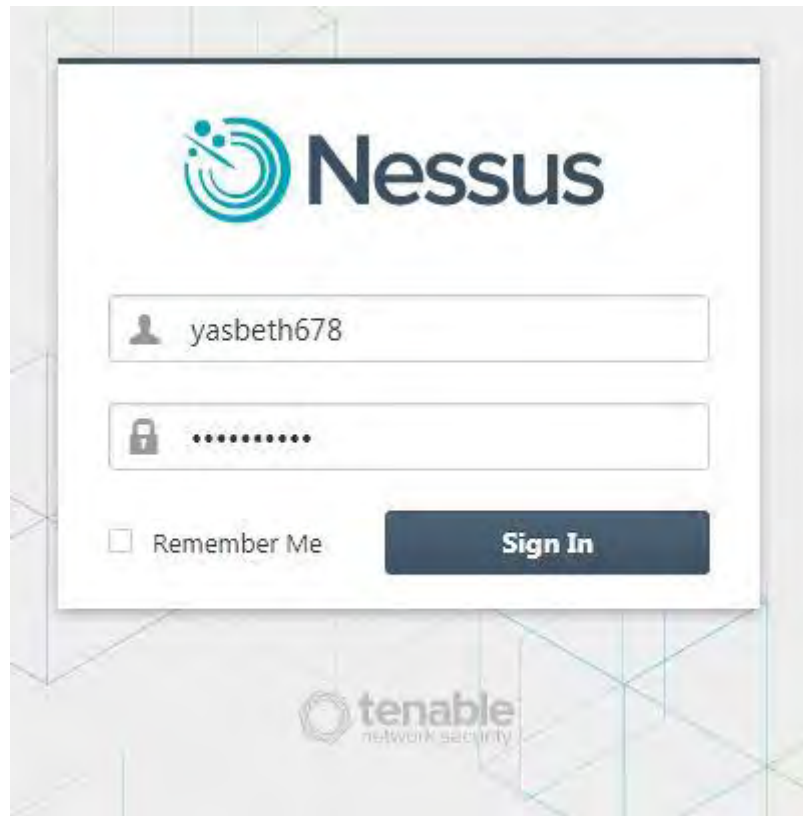 Nessus
yasbeth678
••••••••••
Remember Me
Sign In
tenable
network security